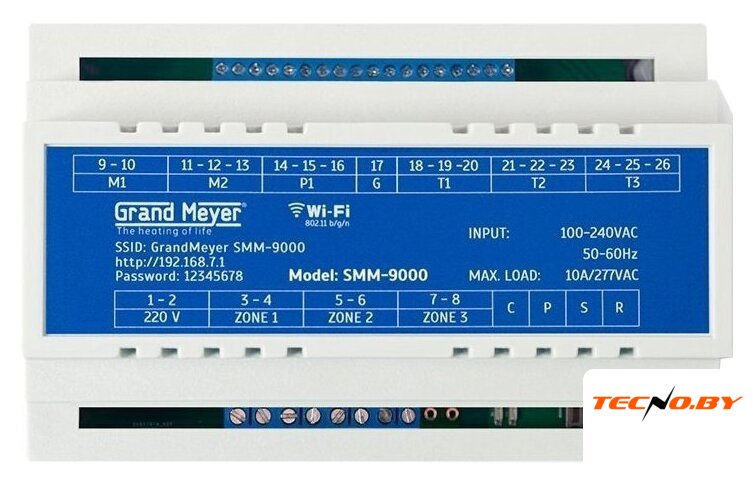 9 - 10 11 - 12 - 13 14 - 15 - 16 17 18 - 19 -20 21 - 22 - 23 24 - 25 - 26
M1 M2 P1 G T1 T2 T3
Grand Meyer
The heating of life
Wi-Fi
802.11 b/g/n
SSID: GrandMeyer SMM-9000
http://192.168.7.1
Password: 12345678
Model: SMM-9000
INPUT: 100-240VAC
50-60Hz
MAX. LOAD: 10A/277VAC
1 - 2 3 - 4 5 - 6 7 - 8
220 V ZONE 1 ZONE 2 ZONE 3 C P S R
TECNO.BY